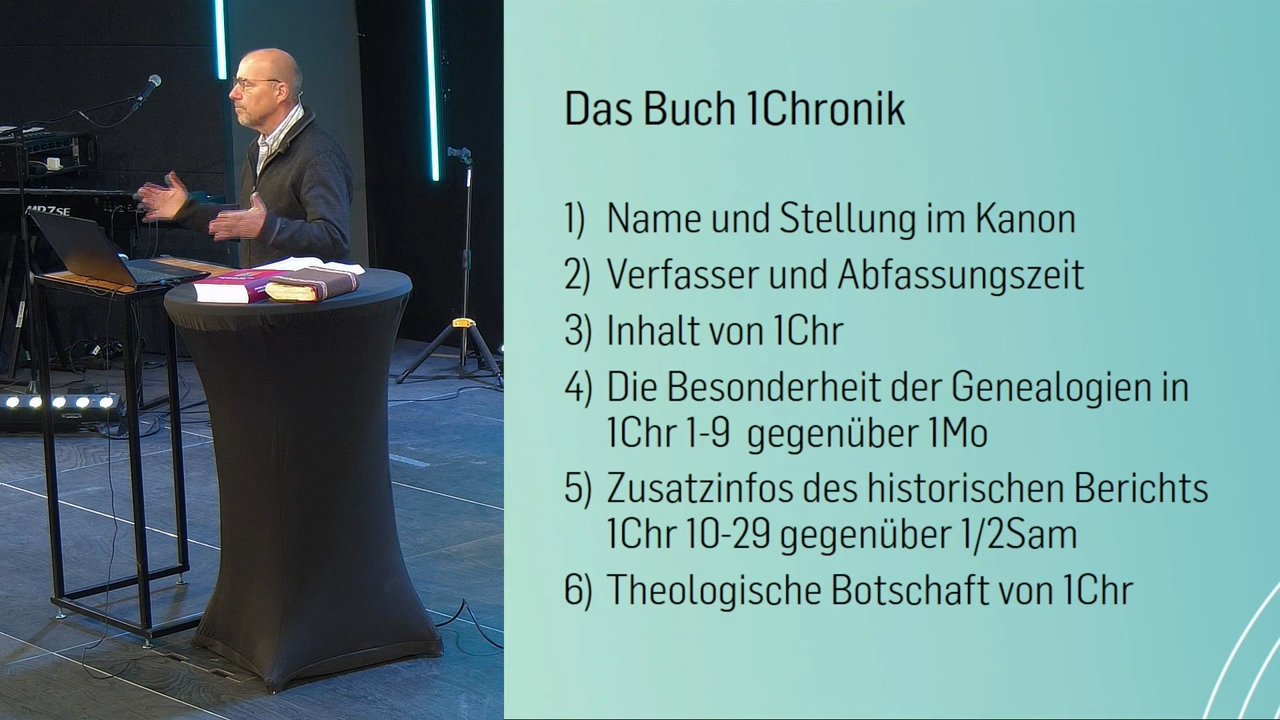 Das Buch 1Chronik
1) Name und Stellung im Kanon
2) Verfasser und Abfassungszeit
3) Inhalt von 1Chr
4) Die Besonderheit der Genealogien in
1Chr 1-9 gegenüber 1Mo
5) Zusatzinfos des historischen Berichts
1Chr 10-29 gegenüber 1/2Sam
6) Theologische Botschaft von 1Chr